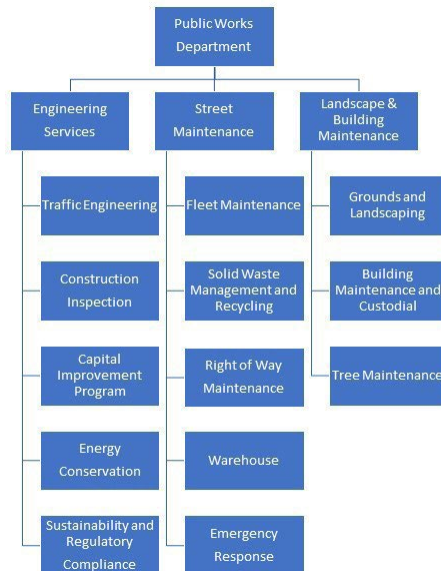 Public Works
Department
Engineering
Services
Street
Maintenance
Landscape &
Building
Maintenance
Traffic Engineering
Construction
Inspection
Capital
Improvement
Program
Energy
Conservation
Sustainability and
Regulatory
Compliance
Fleet Maintenance
Solid Waste
Management and
Recycling
Right of Way
Maintenance
Warehouse
Emergency
Response
Grounds and
Landscaping
Building
Maintenance and
Custodial
Tree Maintenance